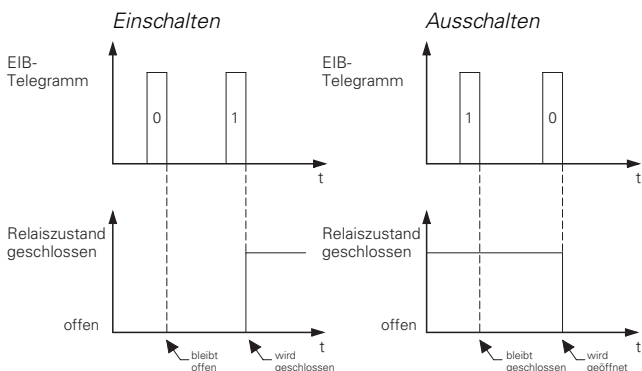 Einschalten
EIB-
Telegramm
0
1
t
Relaiszustand
geschlossen
offen
t
bleibt
offen
wird
geschlossen
Ausschalten
EIB-
Telegramm
1
0
t
Relaiszustand
geschlossen
offen
t
bleibt
geschlossen
wird
geöffnet